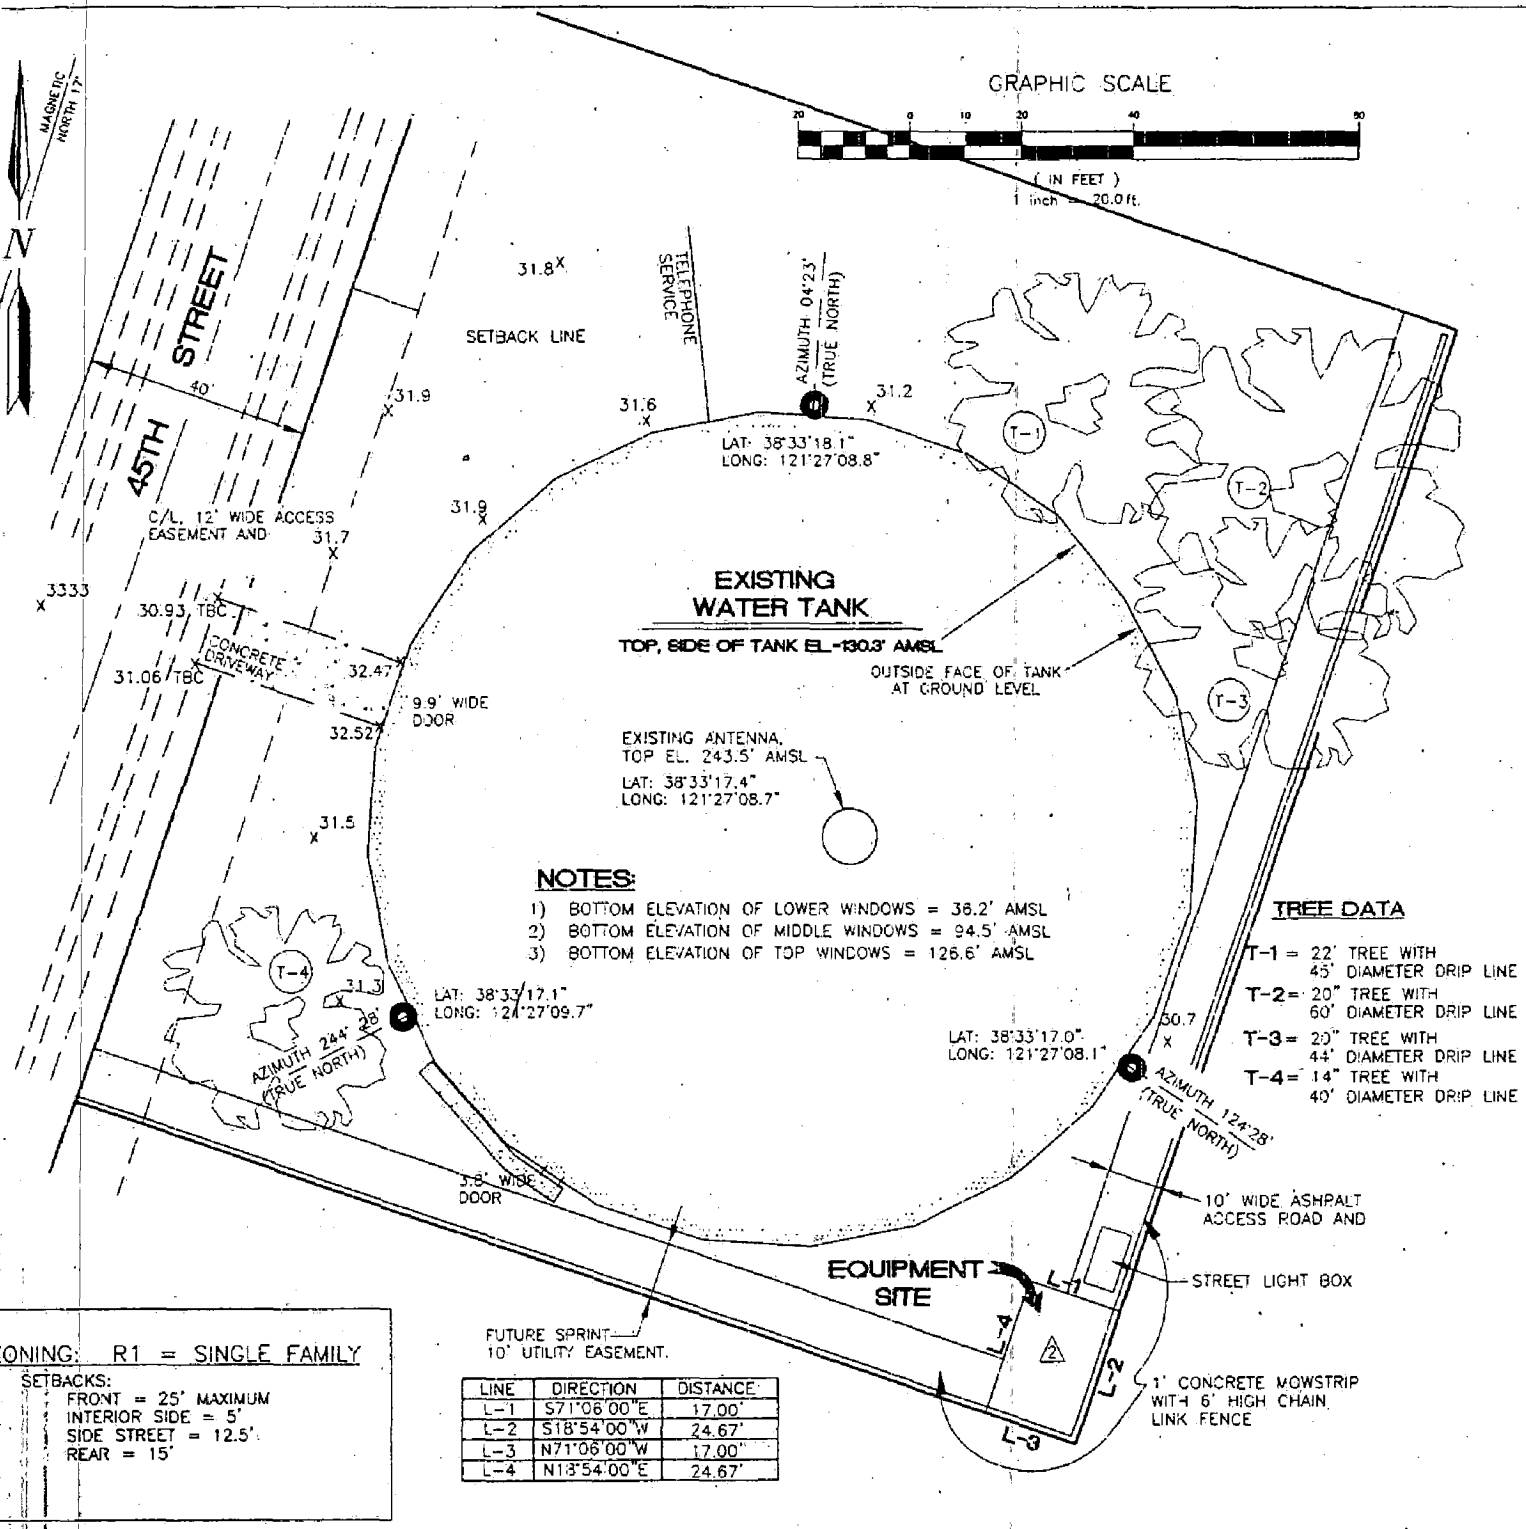 MAGNETIC
NORTH 17°
N
GRAPHIC SCALE
20 0 10 20 40 80
( IN FEET )
1 inch = 20.0 ft.
45TH STREET
40'
31.8
SETBACK LINE
TELEPHONE
SERVICE
AZIMUTH 04°23'
(TRUE NORTH)
31.9
31.6
31.2
LAT: 38°33'18.1"
LONG: 121°27'08.8"
T-1
T-2
T-3
C/L, 12' WIDE ACCESS
EASEMENT AND
31.9
31.7
3333
30.93 TBC
31.06 TBC
CONCRETE
DRIVEWAY
32.47
32.52
9.9' WIDE
DOOR
EXISTING
WATER TANK
TOP, SIDE OF TANK EL-130.3' AMSL
OUTSIDE FACE OF TANK
AT GROUND LEVEL
EXISTING ANTENNA,
TOP EL. 243.5' AMSL
LAT: 38°33'17.4"
LONG: 121°27'08.7"
31.5
NOTES:
1) BOTTOM ELEVATION OF LOWER WINDOWS = 36.2' AMSL
2) BOTTOM ELEVATION OF MIDDLE WINDOWS = 94.5' AMSL
3) BOTTOM ELEVATION OF TOP WINDOWS = 126.6' AMSL
TREE DATA
T-1 = 22' TREE WITH
45' DIAMETER DRIP LINE
T-2 = 20" TREE WITH
60' DIAMETER DRIP LINE
T-3 = 20" TREE WITH
44' DIAMETER DRIP LINE
T-4 = 14" TREE WITH
40' DIAMETER DRIP LINE
T-4
31.3
LAT: 38°33'17.1"
LONG: 121°27'09.7"
AZIMUTH 244° 28'
(TRUE NORTH)
LAT: 38°33'17.0"
LONG: 121°27'08.1"
30.7
AZIMUTH 124°28'
(TRUE NORTH)
3.8' WIDE
DOOR
10' WIDE ASHPALT
ACCESS ROAD AND
STREET LIGHT BOX
EQUIPMENT
SITE
L-1
L-4
2
L-2
L-3
FUTURE SPRINT
10' UTILITY EASEMENT.
1' CONCRETE MOWSTRIP
WITH 6' HIGH CHAIN
LINK FENCE
ONING: R1 = SINGLE FAMILY
SETBACKS:
FRONT = 25' MAXIMUM
INTERIOR SIDE = 5'
SIDE STREET = 12.5'
REAR = 15'
LINE DIRECTION DISTANCE
L-1 S71°06'00"E 17.00'
L-2 S18°54'00"W 24.67'
L-3 N71°06'00"W 17.00"
L-4 N18°54'00"E 24.67'